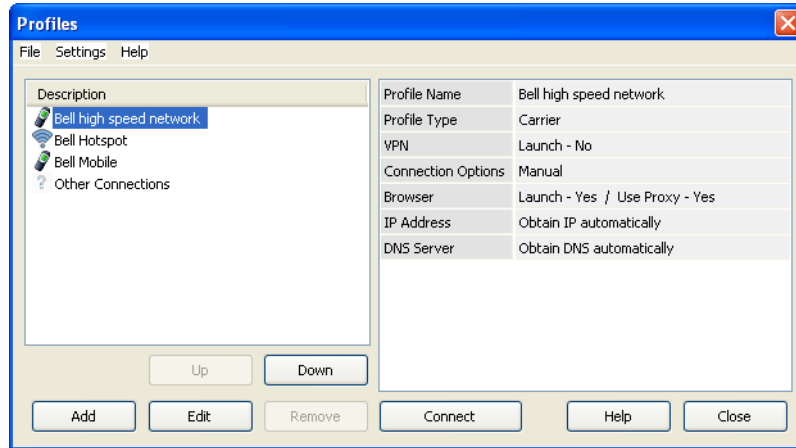 Profiles
File Settings Help
Description
Bell high speed network
Bell Hotspot
Bell Mobile
Other Connections
Profile Name Bell high speed network
Profile Type Carrier
VPN Launch - No
Connection Options Manual
Browser Launch - Yes / Use Proxy - Yes
IP Address Obtain IP automatically
DNS Server Obtain DNS automatically
Up Down
Add Edit Remove Connect Help Close